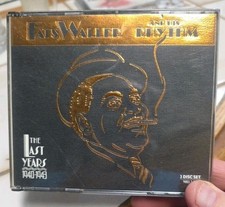 FATS WALLER AND HIS RHYTHM
THE
LAST
YEARS
1940-1943
3 DISC SET